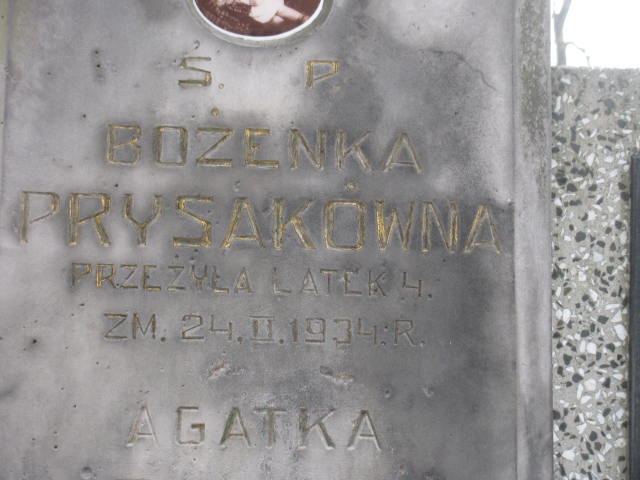 Ś. P
BOŻENKA
PRYSAKÓWNA
PRZEŻYŁA LATEK 4.
ZM. 24.II.1934.R.
AGATKA